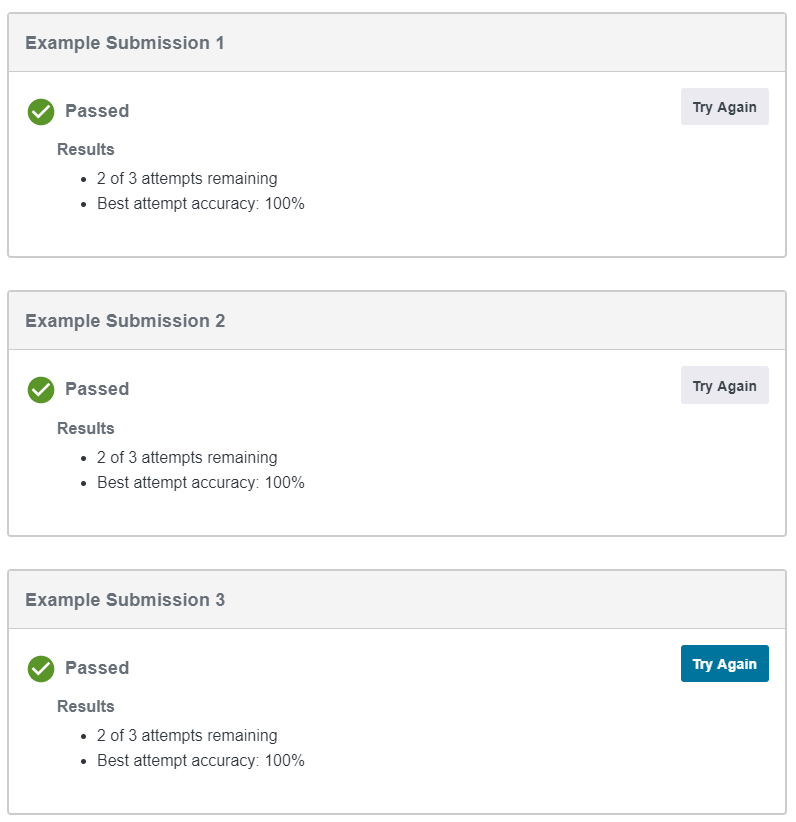 Example Submission 1
Passed
Try Again
Results
2 of 3 attempts remaining
Best attempt accuracy: 100%
Example Submission 2
Passed
Try Again
Results
2 of 3 attempts remaining
Best attempt accuracy: 100%
Example Submission 3
Passed
Try Again
Results
2 of 3 attempts remaining
Best attempt accuracy: 100%